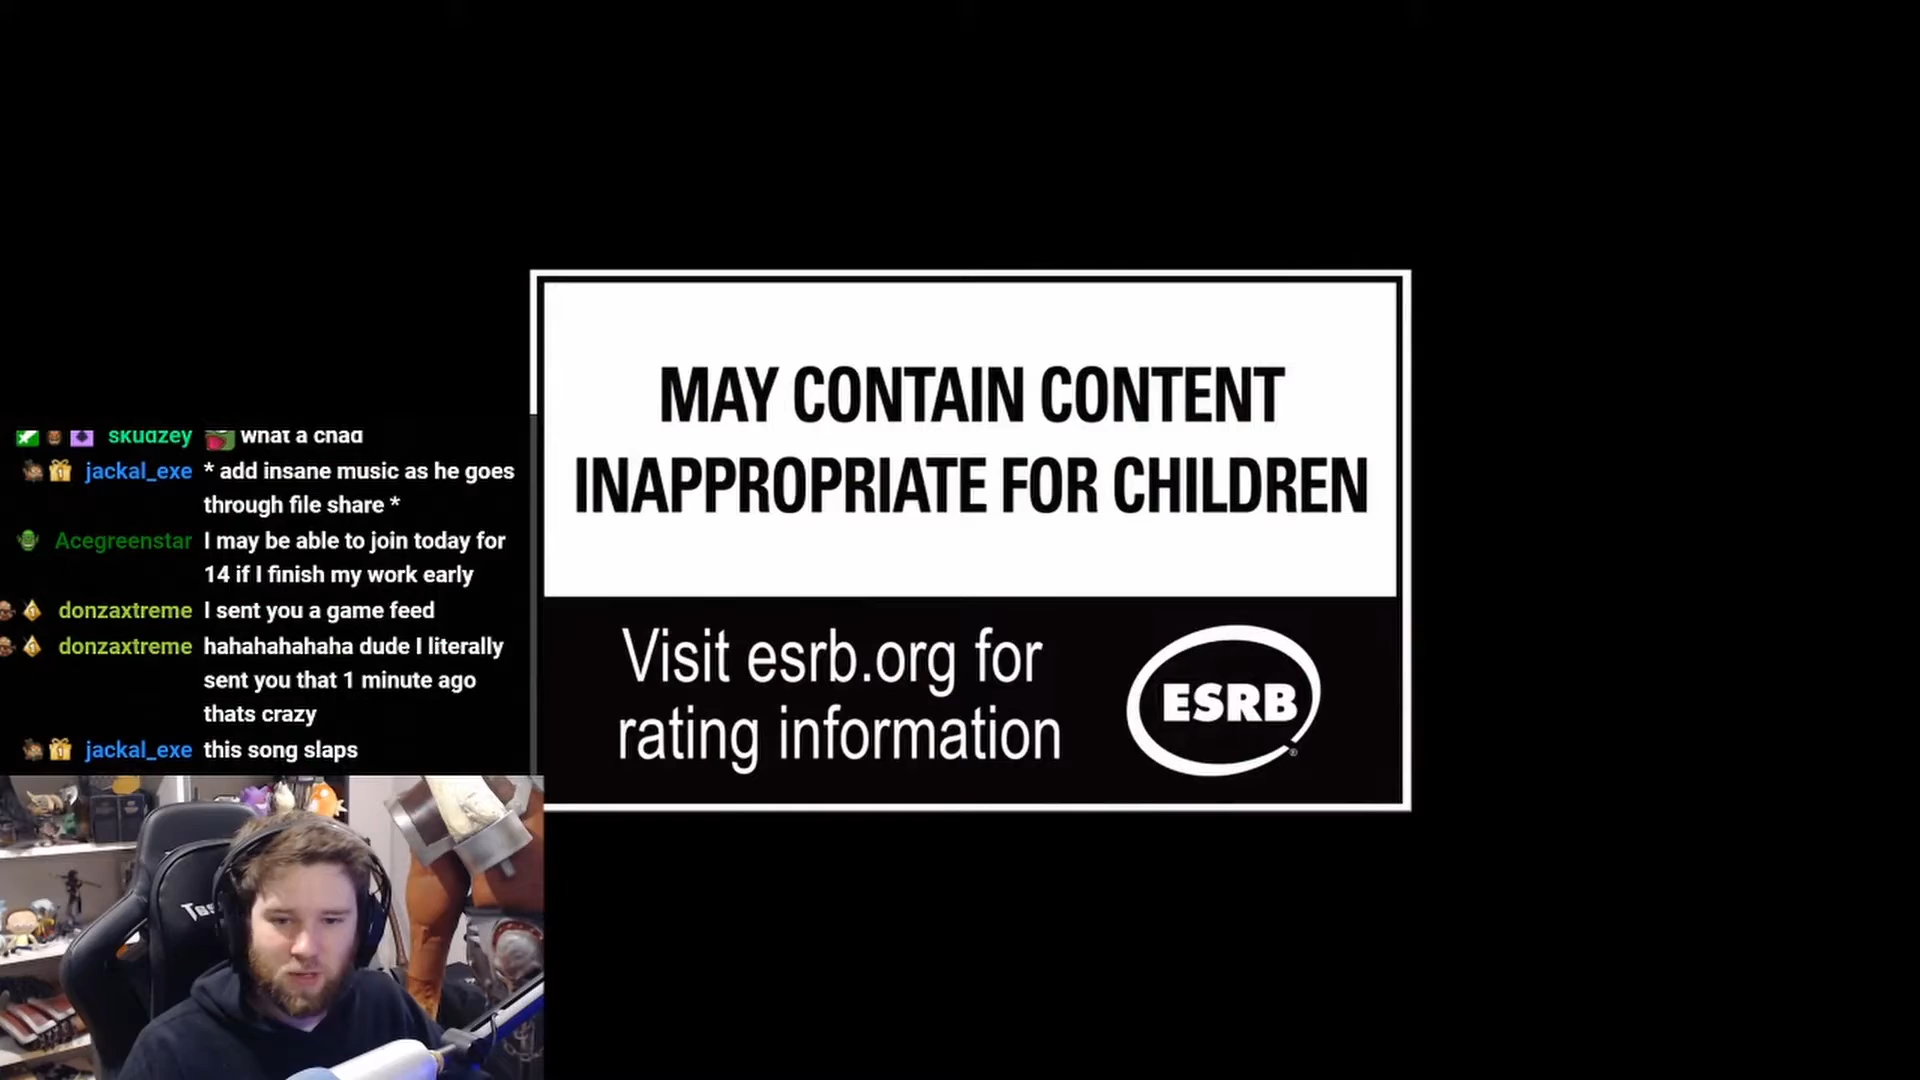 MAY CONTAIN CONTENT
INAPPROPRIATE FOR CHILDREN
Visit esrb.org for
rating information
ESRB
skudzey what a chad
jackal_exe * add insane music as he goes
through file share *
Acegreenstar I may be able to join today for
14 if I finish my work early
donzaxtreme I sent you a game feed
donzaxtreme hahahahahaha dude I literally
sent you that 1 minute ago
thats crazy
jackal_exe this song slaps